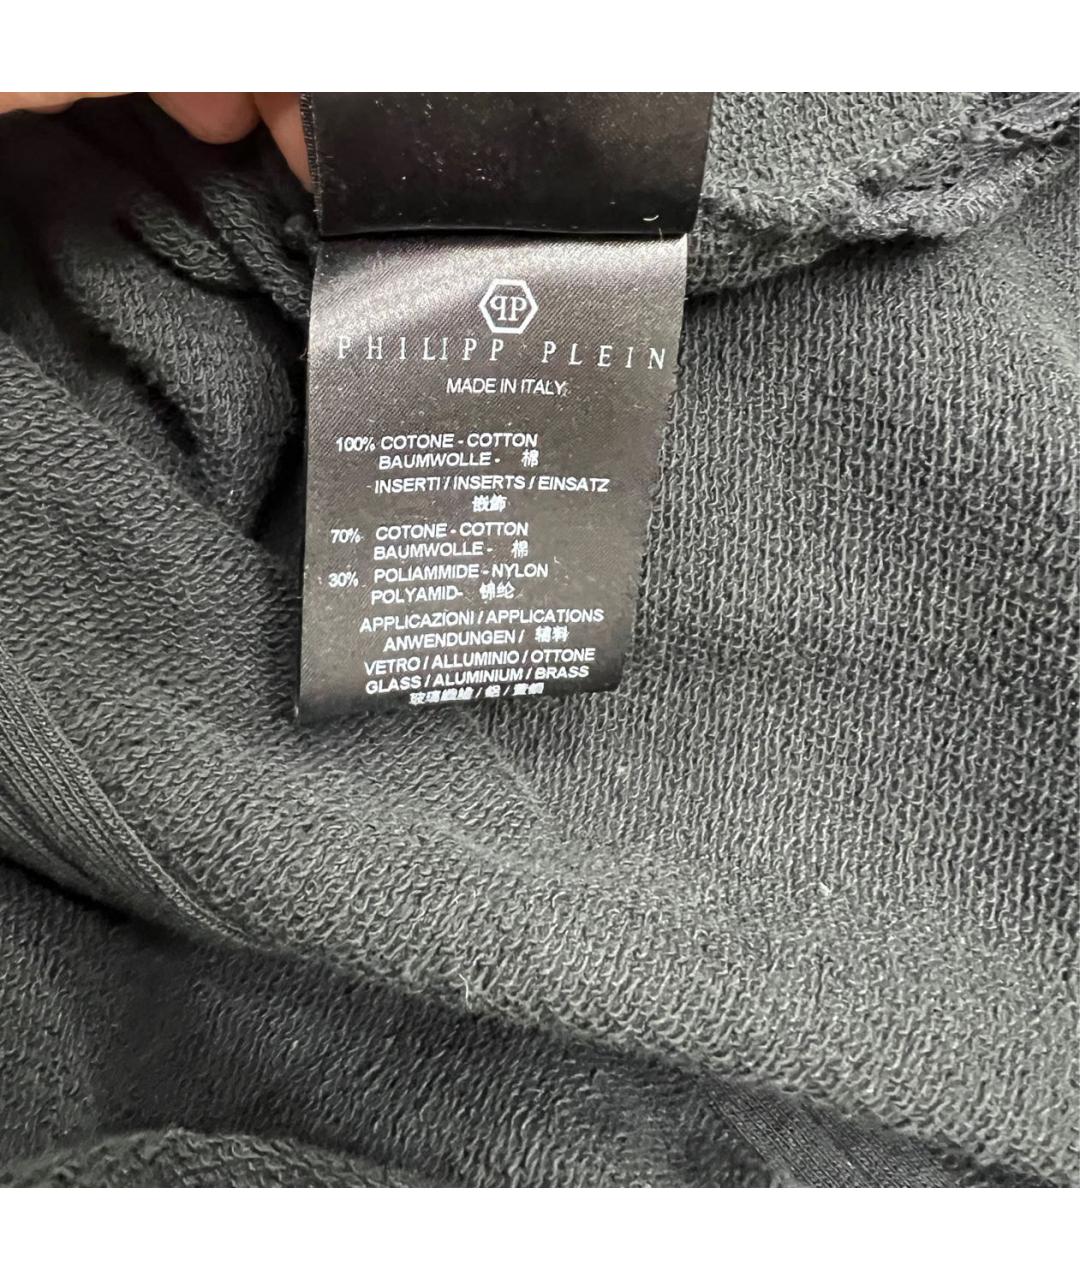 PHILIPP PLEIN
MADE IN ITALY
100% COTONE - COTTON
BAUMWOLLE - 棉
INSERTI / INSERTS / EINSATZ
嵌飾
70% COTONE - COTTON
BAUMWOLLE - 棉
30% POLIAMMIDE - NYLON
POLYAMID- 锦纶
APPLICAZIONI / APPLICATIONS
ANWENDUNGEN / 辅料
VETRO / ALLUMINIO / OTTONE
GLASS / ALUMINIUM / BRASS